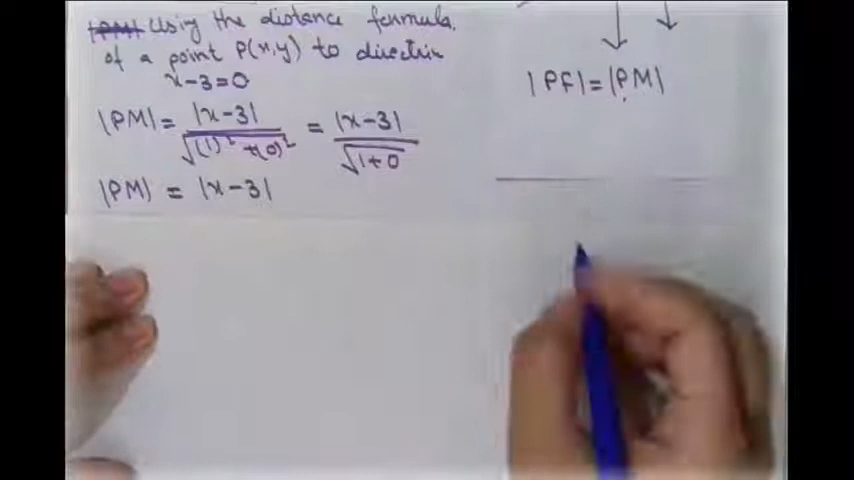 |PM| Using the distance formula.
of a point P(x,y) to directrix
x-3=0
|PM| = |x-3| / √(1)² +(0)² = |x-3| / √1+0
|PM| = |x-3|
|PF|=|PM|